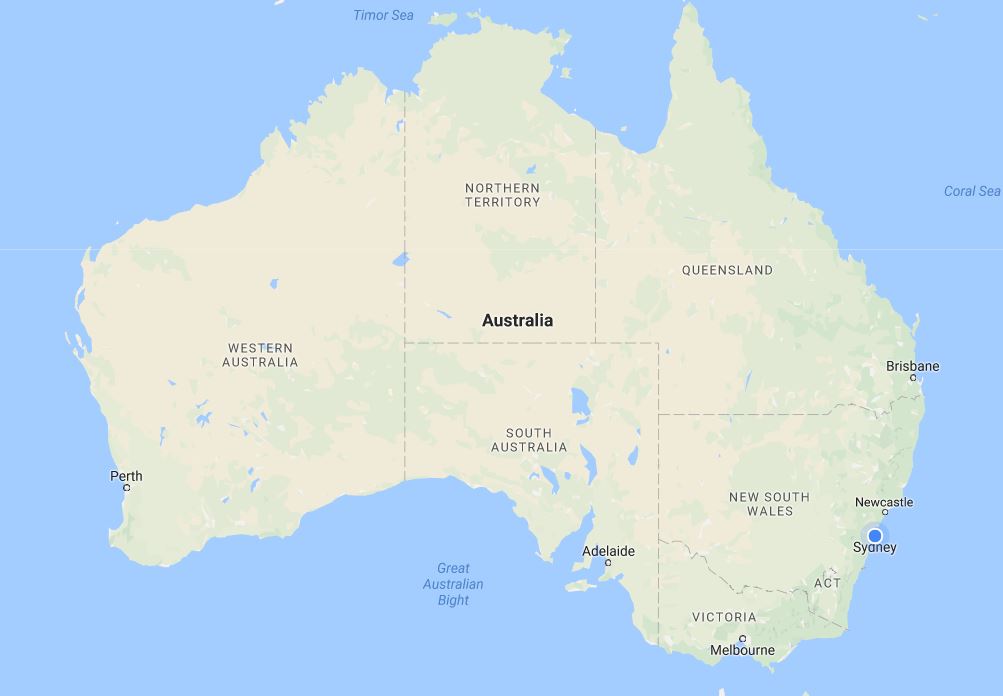 Timor Sea
NORTHERN
TERRITORY
Coral Sea
QUEENSLAND
Australia
WESTERN
AUSTRALIA
Brisbane
SOUTH
AUSTRALIA
Perth
NEW SOUTH
WALES
Newcastle
Sydney
Adelaide
Great
Australian
Bight
ACT
VICTORIA
Melbourne